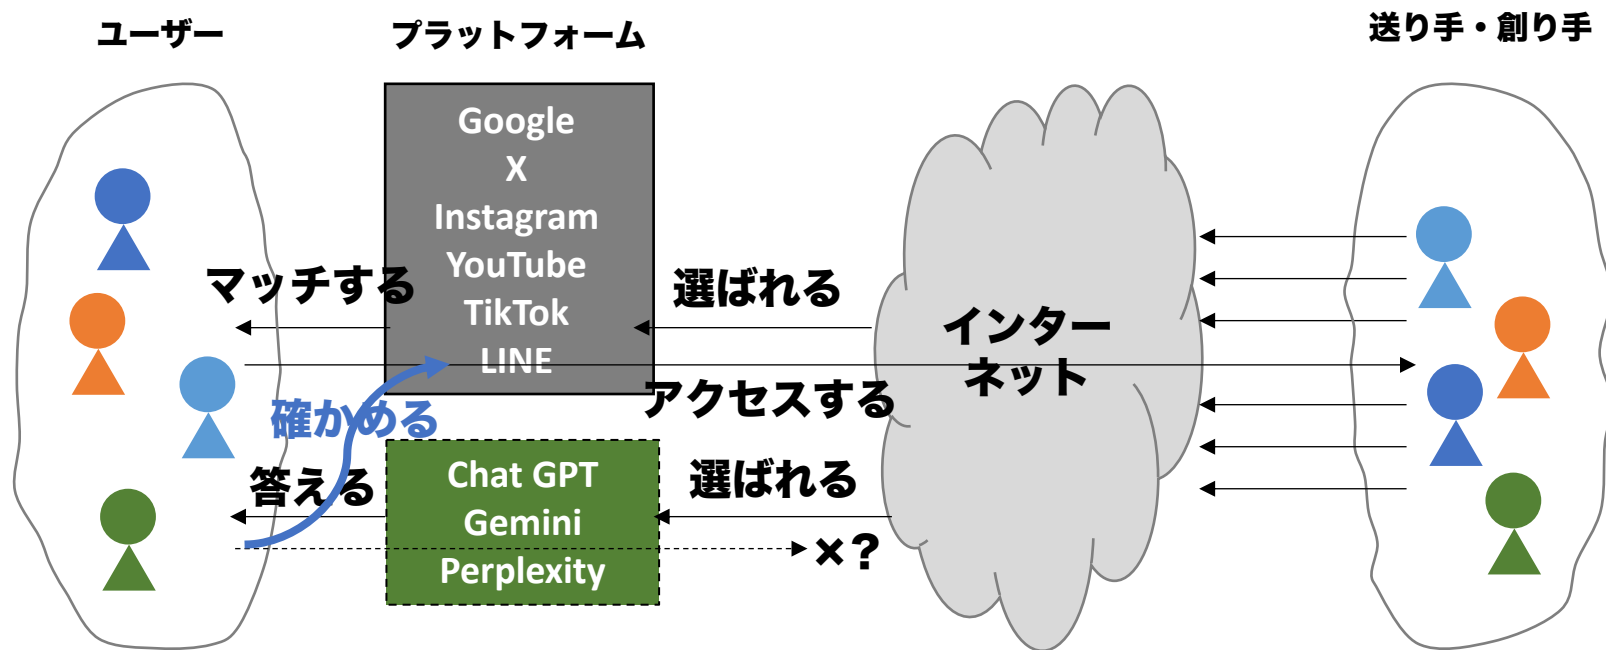 ユーザー
プラットフォーム
送り手・創り手
Google
X
Instagram
YouTube
TikTok
LINE
マッチする
選ばれる
インター
ネット
アクセスする
確かめる
答える
Chat GPT
Gemini
Perplexity
選ばれる
×?